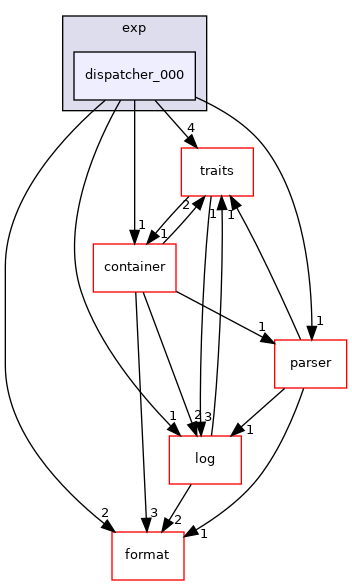 exp
dispatcher_000
4
traits
2
1
1
1
1
container
1
1
parser
1
2
3
1
log
2
3
2
1
format